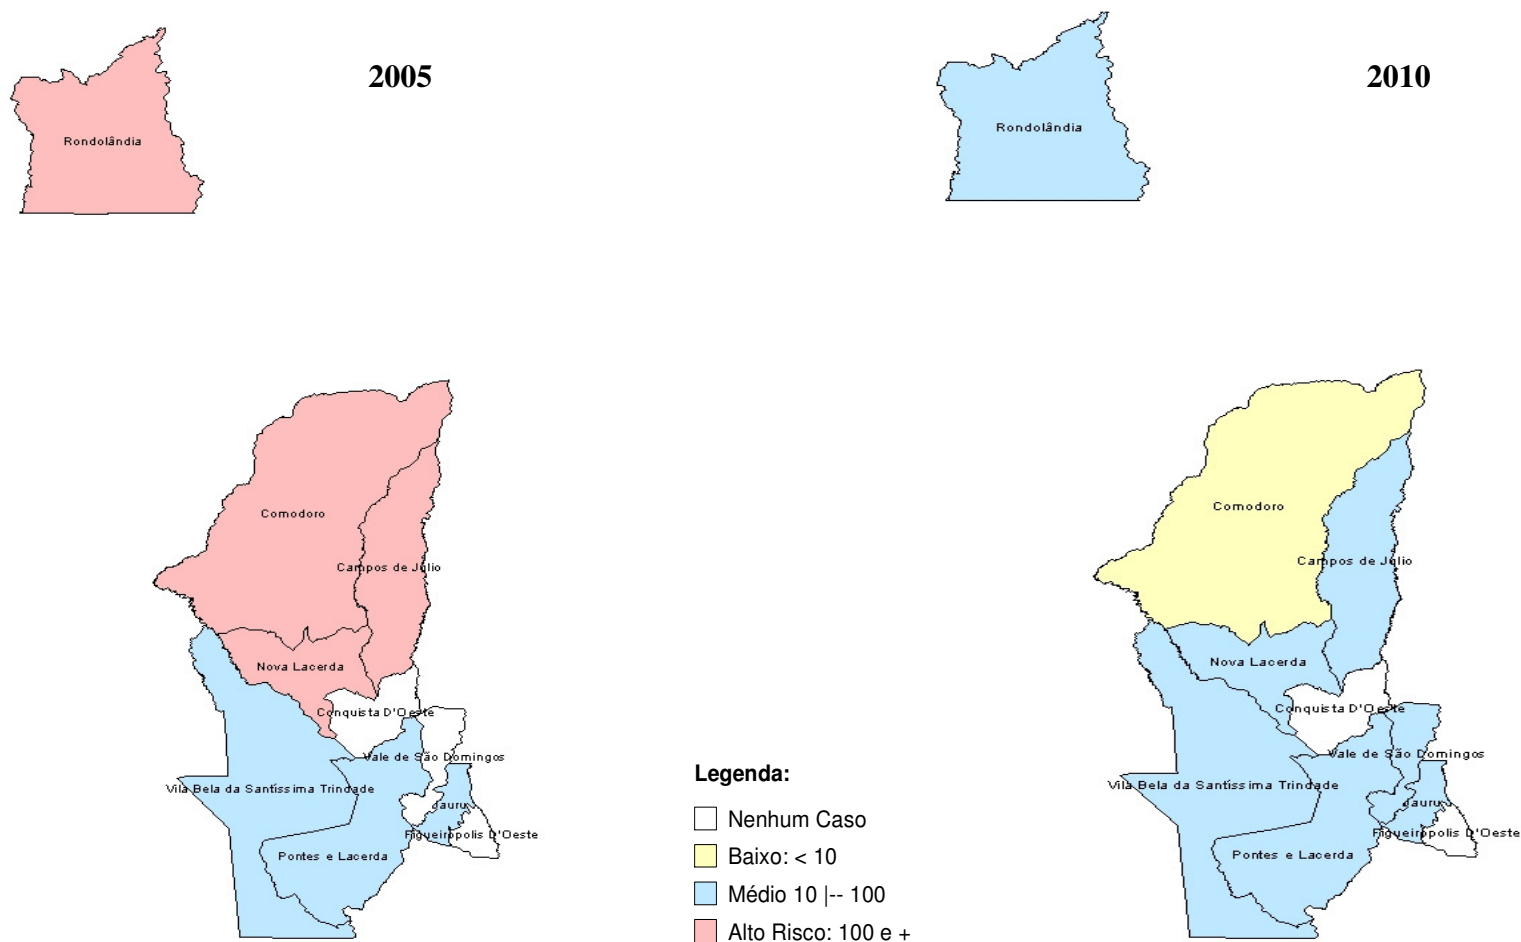 2005
Rondolândia
Comodoro
Campos de Júlio
Nova Lacerda
Conquista D'Oeste
Vale de São Domingos
Vila Bela da Santíssima Trindade
Jauru
Figueirópolis D'Oeste
Pontes e Lacerda
Legenda:
Nenhum Caso
Baixo: < 10
Médio 10 |-- 100
Alto Risco: 100 e +
2010
Rondolândia
Comodoro
Campos de Júlio
Nova Lacerda
Conquista D'Oeste
Vale de São Domingos
Vila Bela da Santíssima Trindade
Jauru
Figueirópolis D'Oeste
Pontes e Lacerda